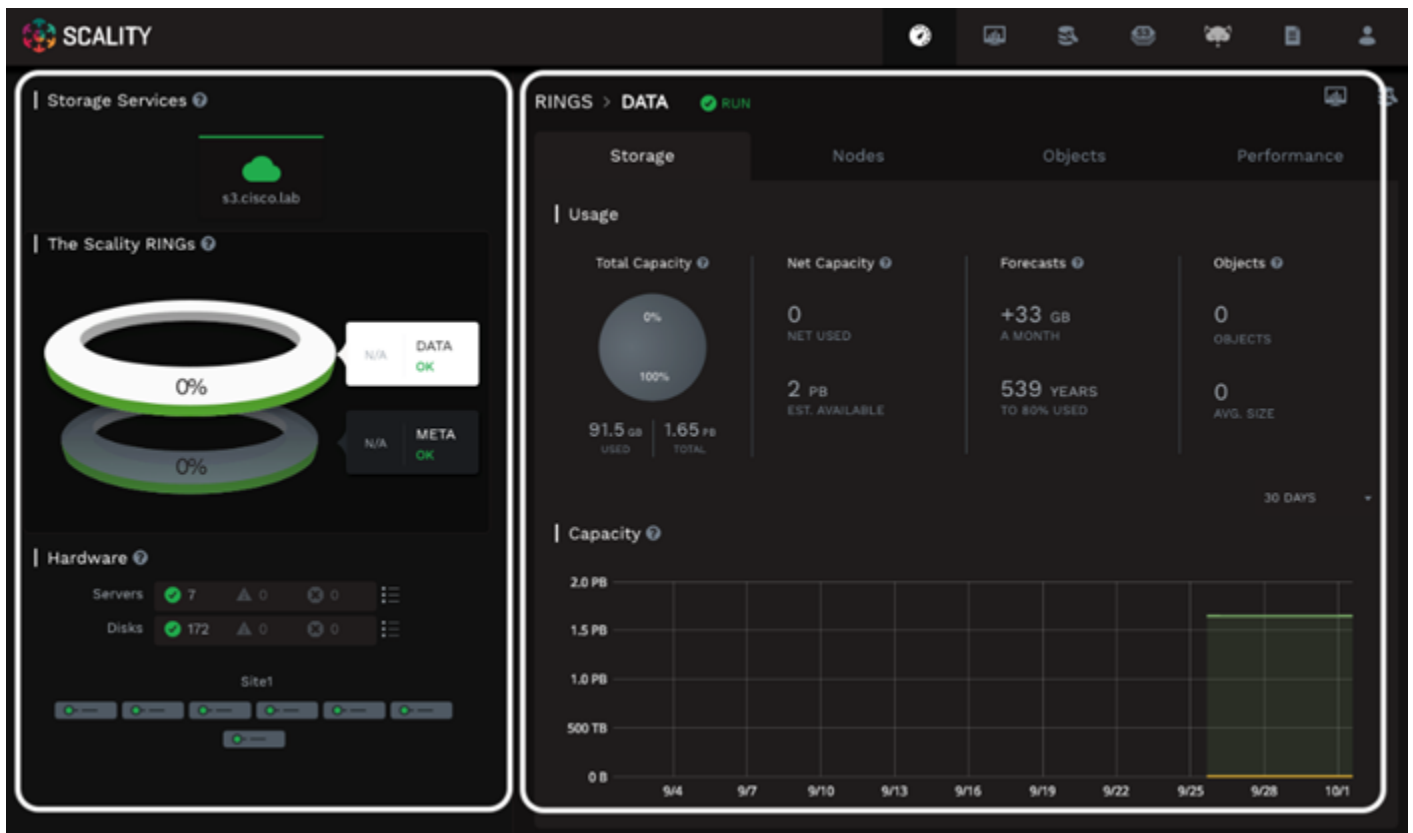 SCALITY
Storage Services
s3.cisco.lab
The Scality RINGs
0%
N/A DATA
OK
0%
N/A META
OK
Hardware
Servers 7 0 0
Disks 172 0 0
Site1
RINGS > DATA RUN
Storage Nodes Objects Performance
Usage
Total Capacity
0%
100%
91.5 GB 1.65 PB
USED TOTAL
Net Capacity
0
NET USED
2 PB
EST. AVAILABLE
Forecasts
+33 GB
A MONTH
539 YEARS
TO 80% USED
Objects
0
OBJECTS
0
AVG. SIZE
30 DAYS
Capacity
2.0 PB
1.5 PB
1.0 PB
500 TB
0 B
9/4 9/7 9/10 9/13 9/16 9/19 9/22 9/25 9/28 10/1